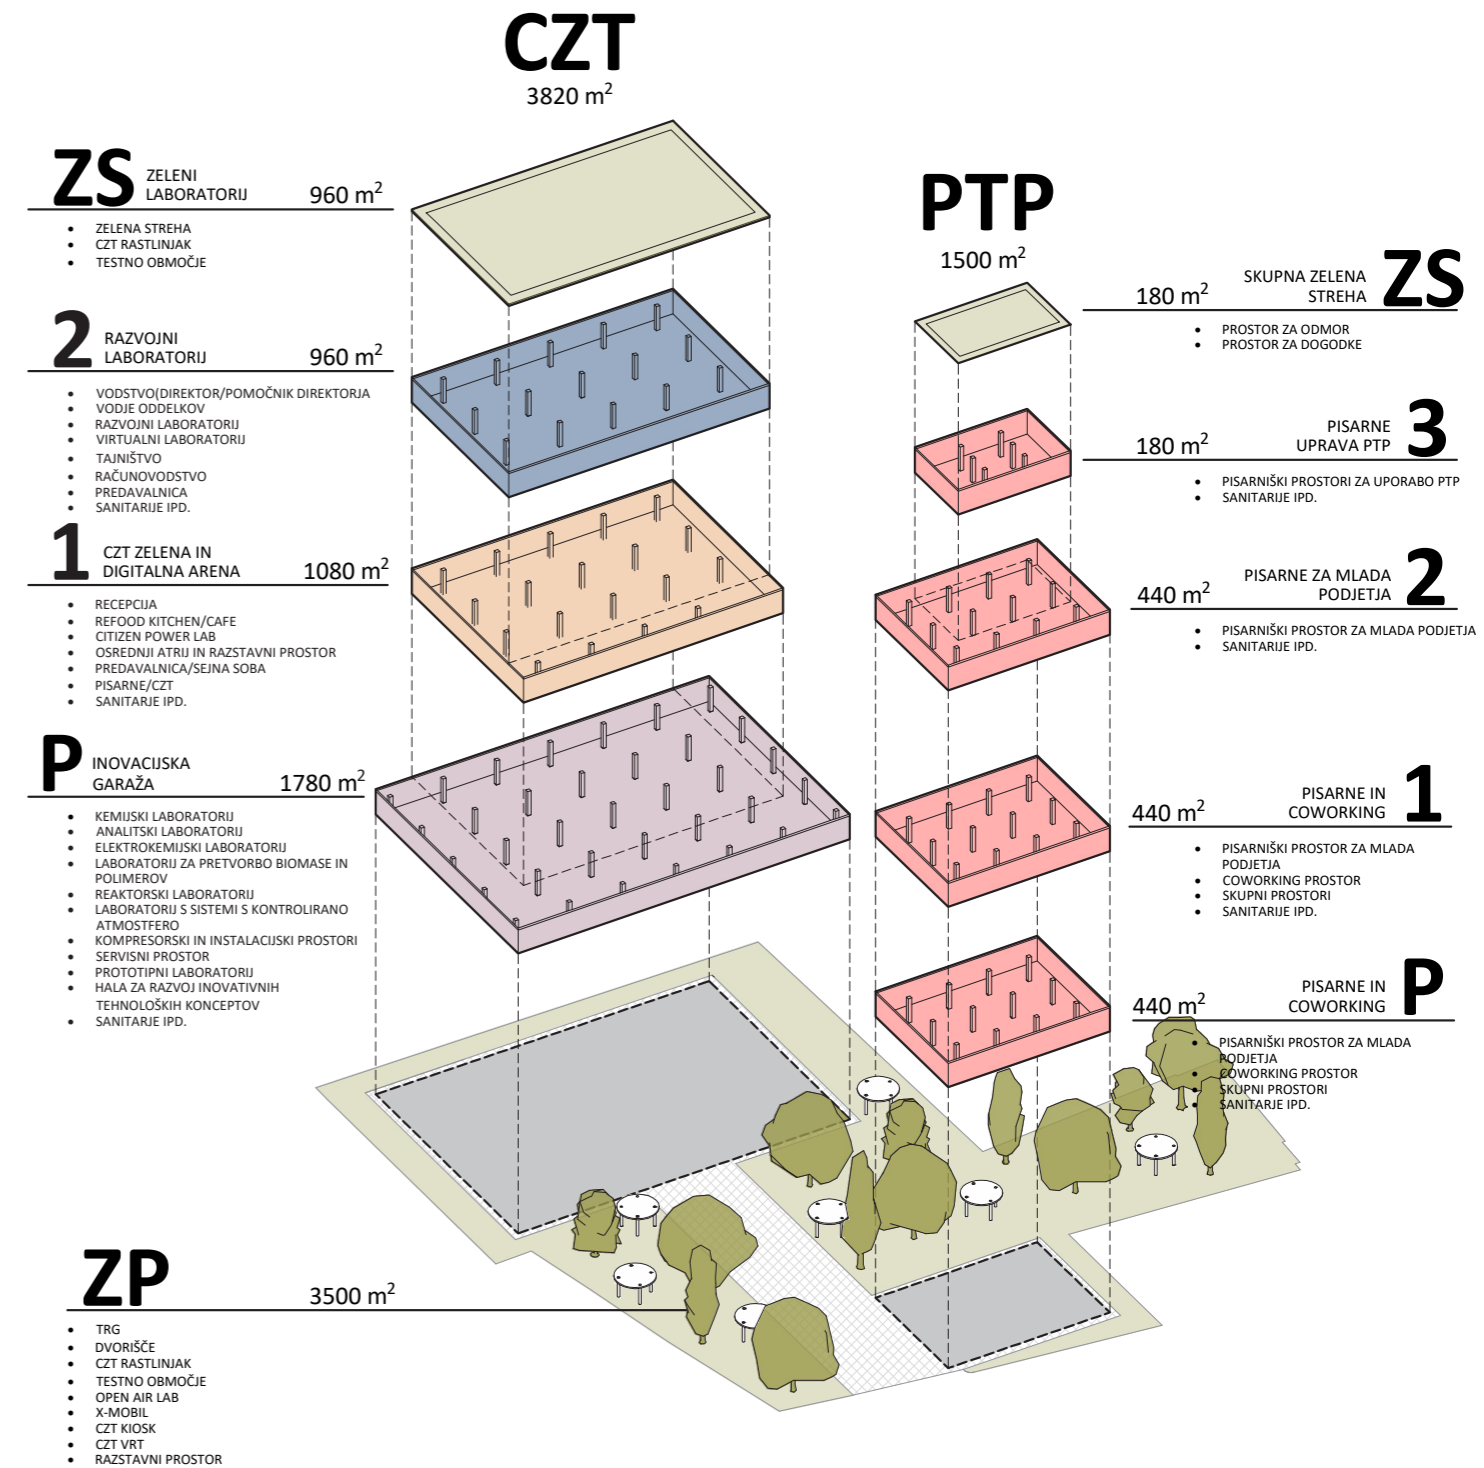 CZT
3820 m²
ZS ZELENI
LABORATORIJ 960 m²
• ZELENA STREHA
• CZT RASTLINJAK
• TESTNO OBMOČJE
2 RAZVOJNI
LABORATORIJ 960 m²
• VODSTVO(DIREKTOR/POMOČNIK DIREKTORJA
• VODJE ODDELKOV
• RAZVOJNI LABORATORIJ
• VIRTUALNI LABORATORIJ
• TAJNIŠTVO
• RAČUNOVODSTVO
• PREDAVALNICA
• SANITARIJE IPD.
1 CZT ZELENA IN
DIGITALNA ARENA 1080 m²
• RECEPCIJA
• REFOOD KITCHEN/CAFE
• CITIZEN POWER LAB
• OSREDNJI ATRIJ IN RAZSTAVNI PROSTOR
• PREDAVALNICA/SEJNA SOBA
• PISARNE/CZT
• SANITARJE IPD.
P INOVACIJSKA
GARAŽA 1780 m²
• KEMIJSKI LABORATORIJ
• ANALITSKI LABORATORIJ
• ELEKTROKEMIJSKI LABORATORIJ
• LABORATORIJ ZA PRETVORBO BIOMASE IN
POLIMEROV
• REAKTORSKI LABORATORIJ
• LABORATORIJ S SISTEMI S KONTROLIRANO
ATMOSTFERO
• KOMPRESORSKI IN INSTALACIJSKI PROSTORI
• SERVISNI PROSTOR
• PROTOTIPNI LABORATORIJ
• HALA ZA RAZVOJ INOVATIVNIH
TEHNOLOŠKIH KONCEPTOV
• SANITARJE IPD.
ZP 3500 m²
• TRG
• DVORIŠČE
• CZT RASTLINJAK
• TESTNO OBMOČJE
• OPEN AIR LAB
• X-MOBIL
• CZT KIOSK
• CZT VRT
• RAZSTAVNI PROSTOR
PTP
1500 m²
180 m² SKUPNA ZELENA
STREHA ZS
• PROSTOR ZA ODMOR
• PROSTOR ZA DOGODKE
180 m² PISARNE
UPRAVA PTP 3
• PISARNIŠKI PROSTORI ZA UPORABO PTP
• SANITARIJE IPD.
440 m² PISARNE ZA MLADA
PODJETJA 2
• PISARNIŠKI PROSTOR ZA MLADA PODJETJA
• SANITARIJE IPD.
440 m² PISARNE IN
COWORKING 1
• PISARNIŠKI PROSTOR ZA MLADA
PODJETJA
• COWORKING PROSTOR
• SKUPNI PROSTORI
• SANITARIJE IPD.
440 m² PISARNE IN
COWORKING P
• PISARNIŠKI PROSTOR ZA MLADA
PODJETJA
• COWORKING PROSTOR
• SKUPNI PROSTORI
• SANITARJE IPD.